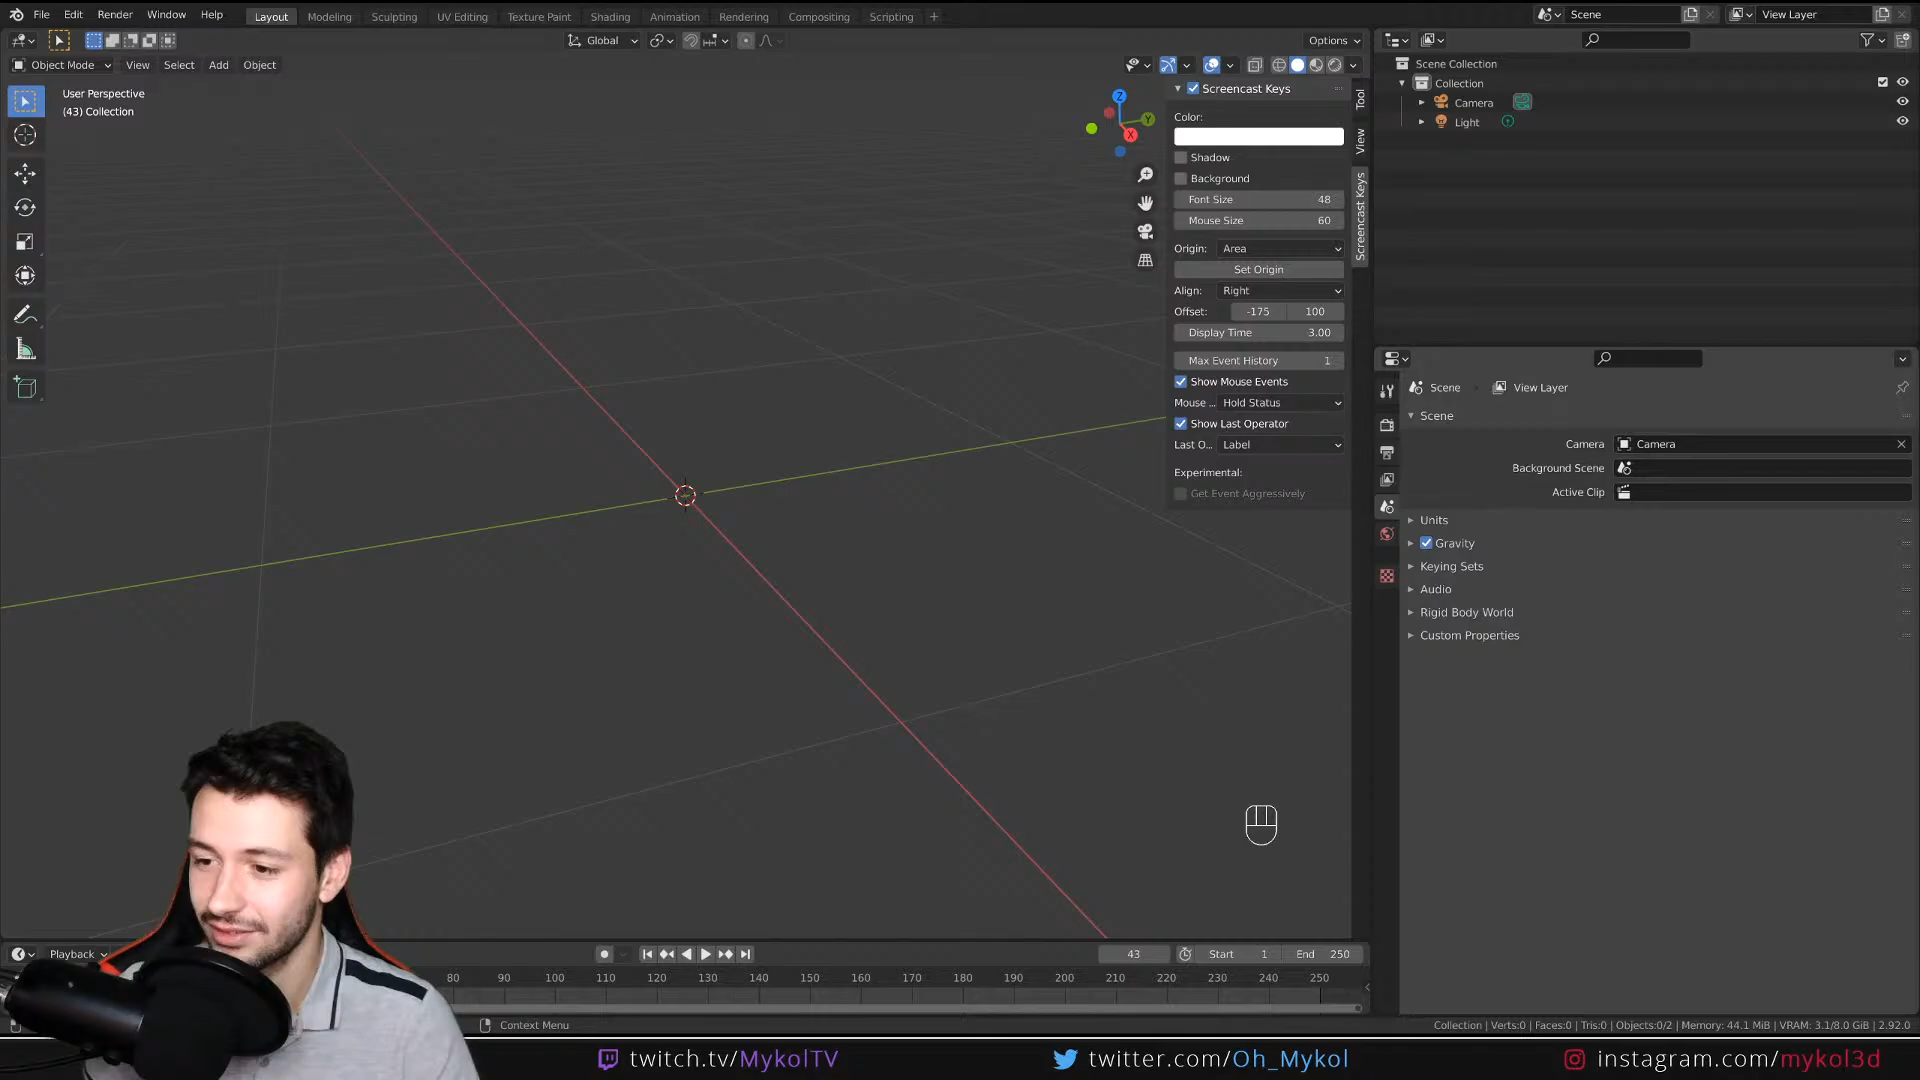 File Edit Render Window Help Layout Modeling Sculpting UV Editing Texture Paint Shading Animation Rendering Compositing Scripting + Scene View Layer
Global Options
Object Mode View Select Add Object
User Perspective
(43) Collection
Z
Y
X
Screencast Keys
Color:
Shadow
Background
Font Size 48
Mouse Size 60
Origin: Area
Set Origin
Align: Right
Offset: -175 100
Display Time 3.00
Max Event History 1
Show Mouse Events
Mouse ... Hold Status
Show Last Operator
Last O... Label
Experimental:
Get Event Aggressively
Tool
View
Screencast Keys
Scene Collection
Collection
Camera
Light
Scene View Layer
Scene
Camera Camera
Background Scene
Active Clip
Units
Gravity
Keying Sets
Audio
Rigid Body World
Custom Properties
Playback 43 Start 1 End 250
80 90 100 110 120 130 140 150 160 170 180 190 200 210 220 230 240 250
Context Menu
Collection | Verts:0 | Faces:0 | Tris:0 | Objects:0/2 | Memory: 44.1 MiB | VRAM: 3.1/8.0 GiB | 2.92.0
twitch.tv/MykolTV twitter.com/Oh_Mykol instagram.com/mykol3d